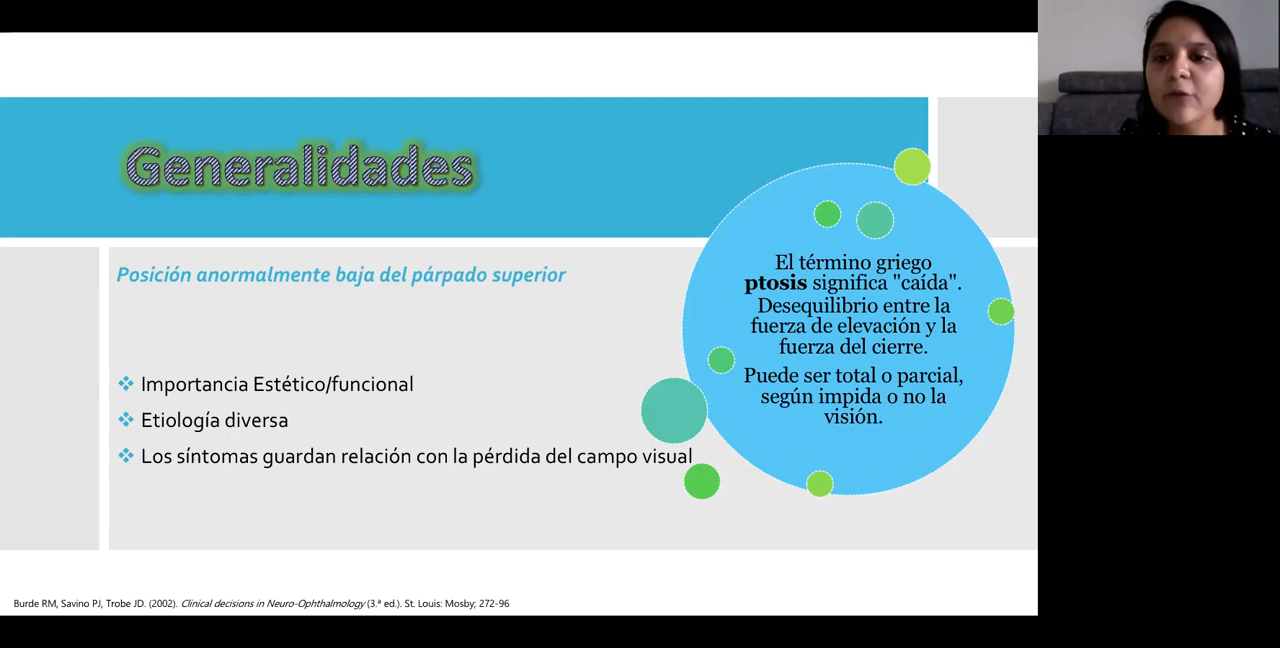 Generalidades
Posición anormalmente baja del párpado superior
Importancia Estético/funcional
Etiología diversa
Los síntomas guardan relación con la pérdida del campo visual
El término griego
ptosis significa "caída".
Desequilibrio entre la
fuerza de elevación y la
fuerza del cierre.
Puede ser total o parcial,
según impida o no la
visión.
Burde RM, Savino PJ, Trobe JD. (2002). Clinical decisions in Neuro-Ophthalmology (3.ª ed.). St. Louis: Mosby; 272-96